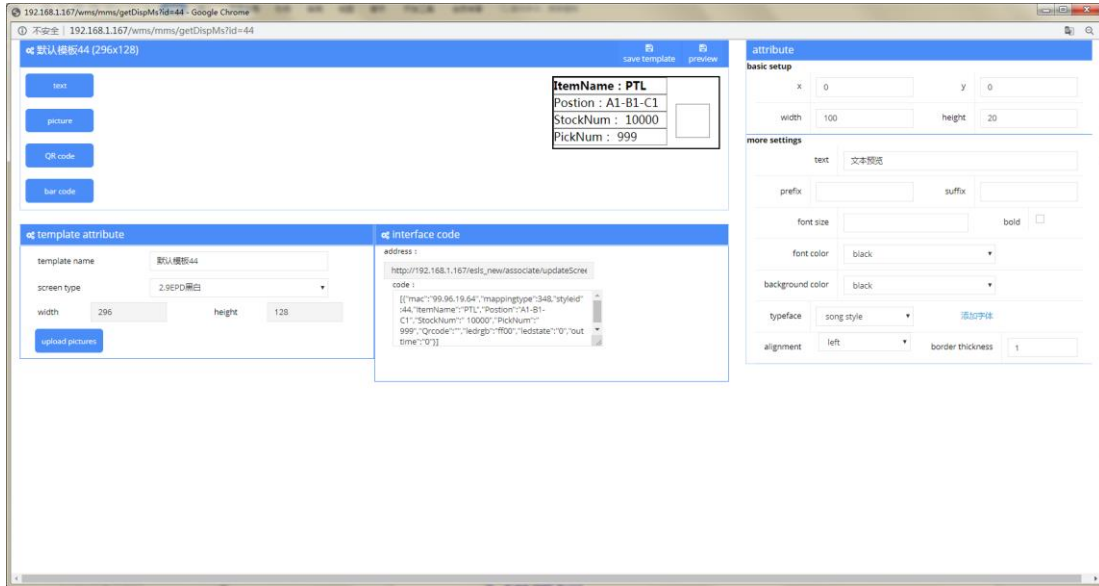 192.168.1.167/wms/mms/getDispMs?id=44 - Google Chrome
不安全 | 192.168.1.167/wms/mms/getDispMs?id=44
默认模板44 (296x128)
save template
preview
text
picture
QR code
bar code
ItemName : PTL
Postion : A1-B1-C1
StockNum : 10000
PickNum : 999
template attribute
template name 默认模板44
screen type 2.9EPD黑白
width 296 height 128
upload pictures
interface code
address :
http://192.168.1.167/esls_new/associate/updateScree
code :
[{"mac":"99.96.19.64","mappingtype":348,"styleid"
:44,"ItemName":"PTL","Postion":"A1-B1-
C1","StockNum":" 10000","PickNum":"
999","Qrcode":"","ledrgb":"ff00","ledstate":"0","out
time":"0"}]
attribute
basic setup
x 0 y 0
width 100 height 20
more settings
text 文本预览
prefix suffix
font size bold
font color black
background color black
typeface song style 添加字体
alignment left border thickness 1